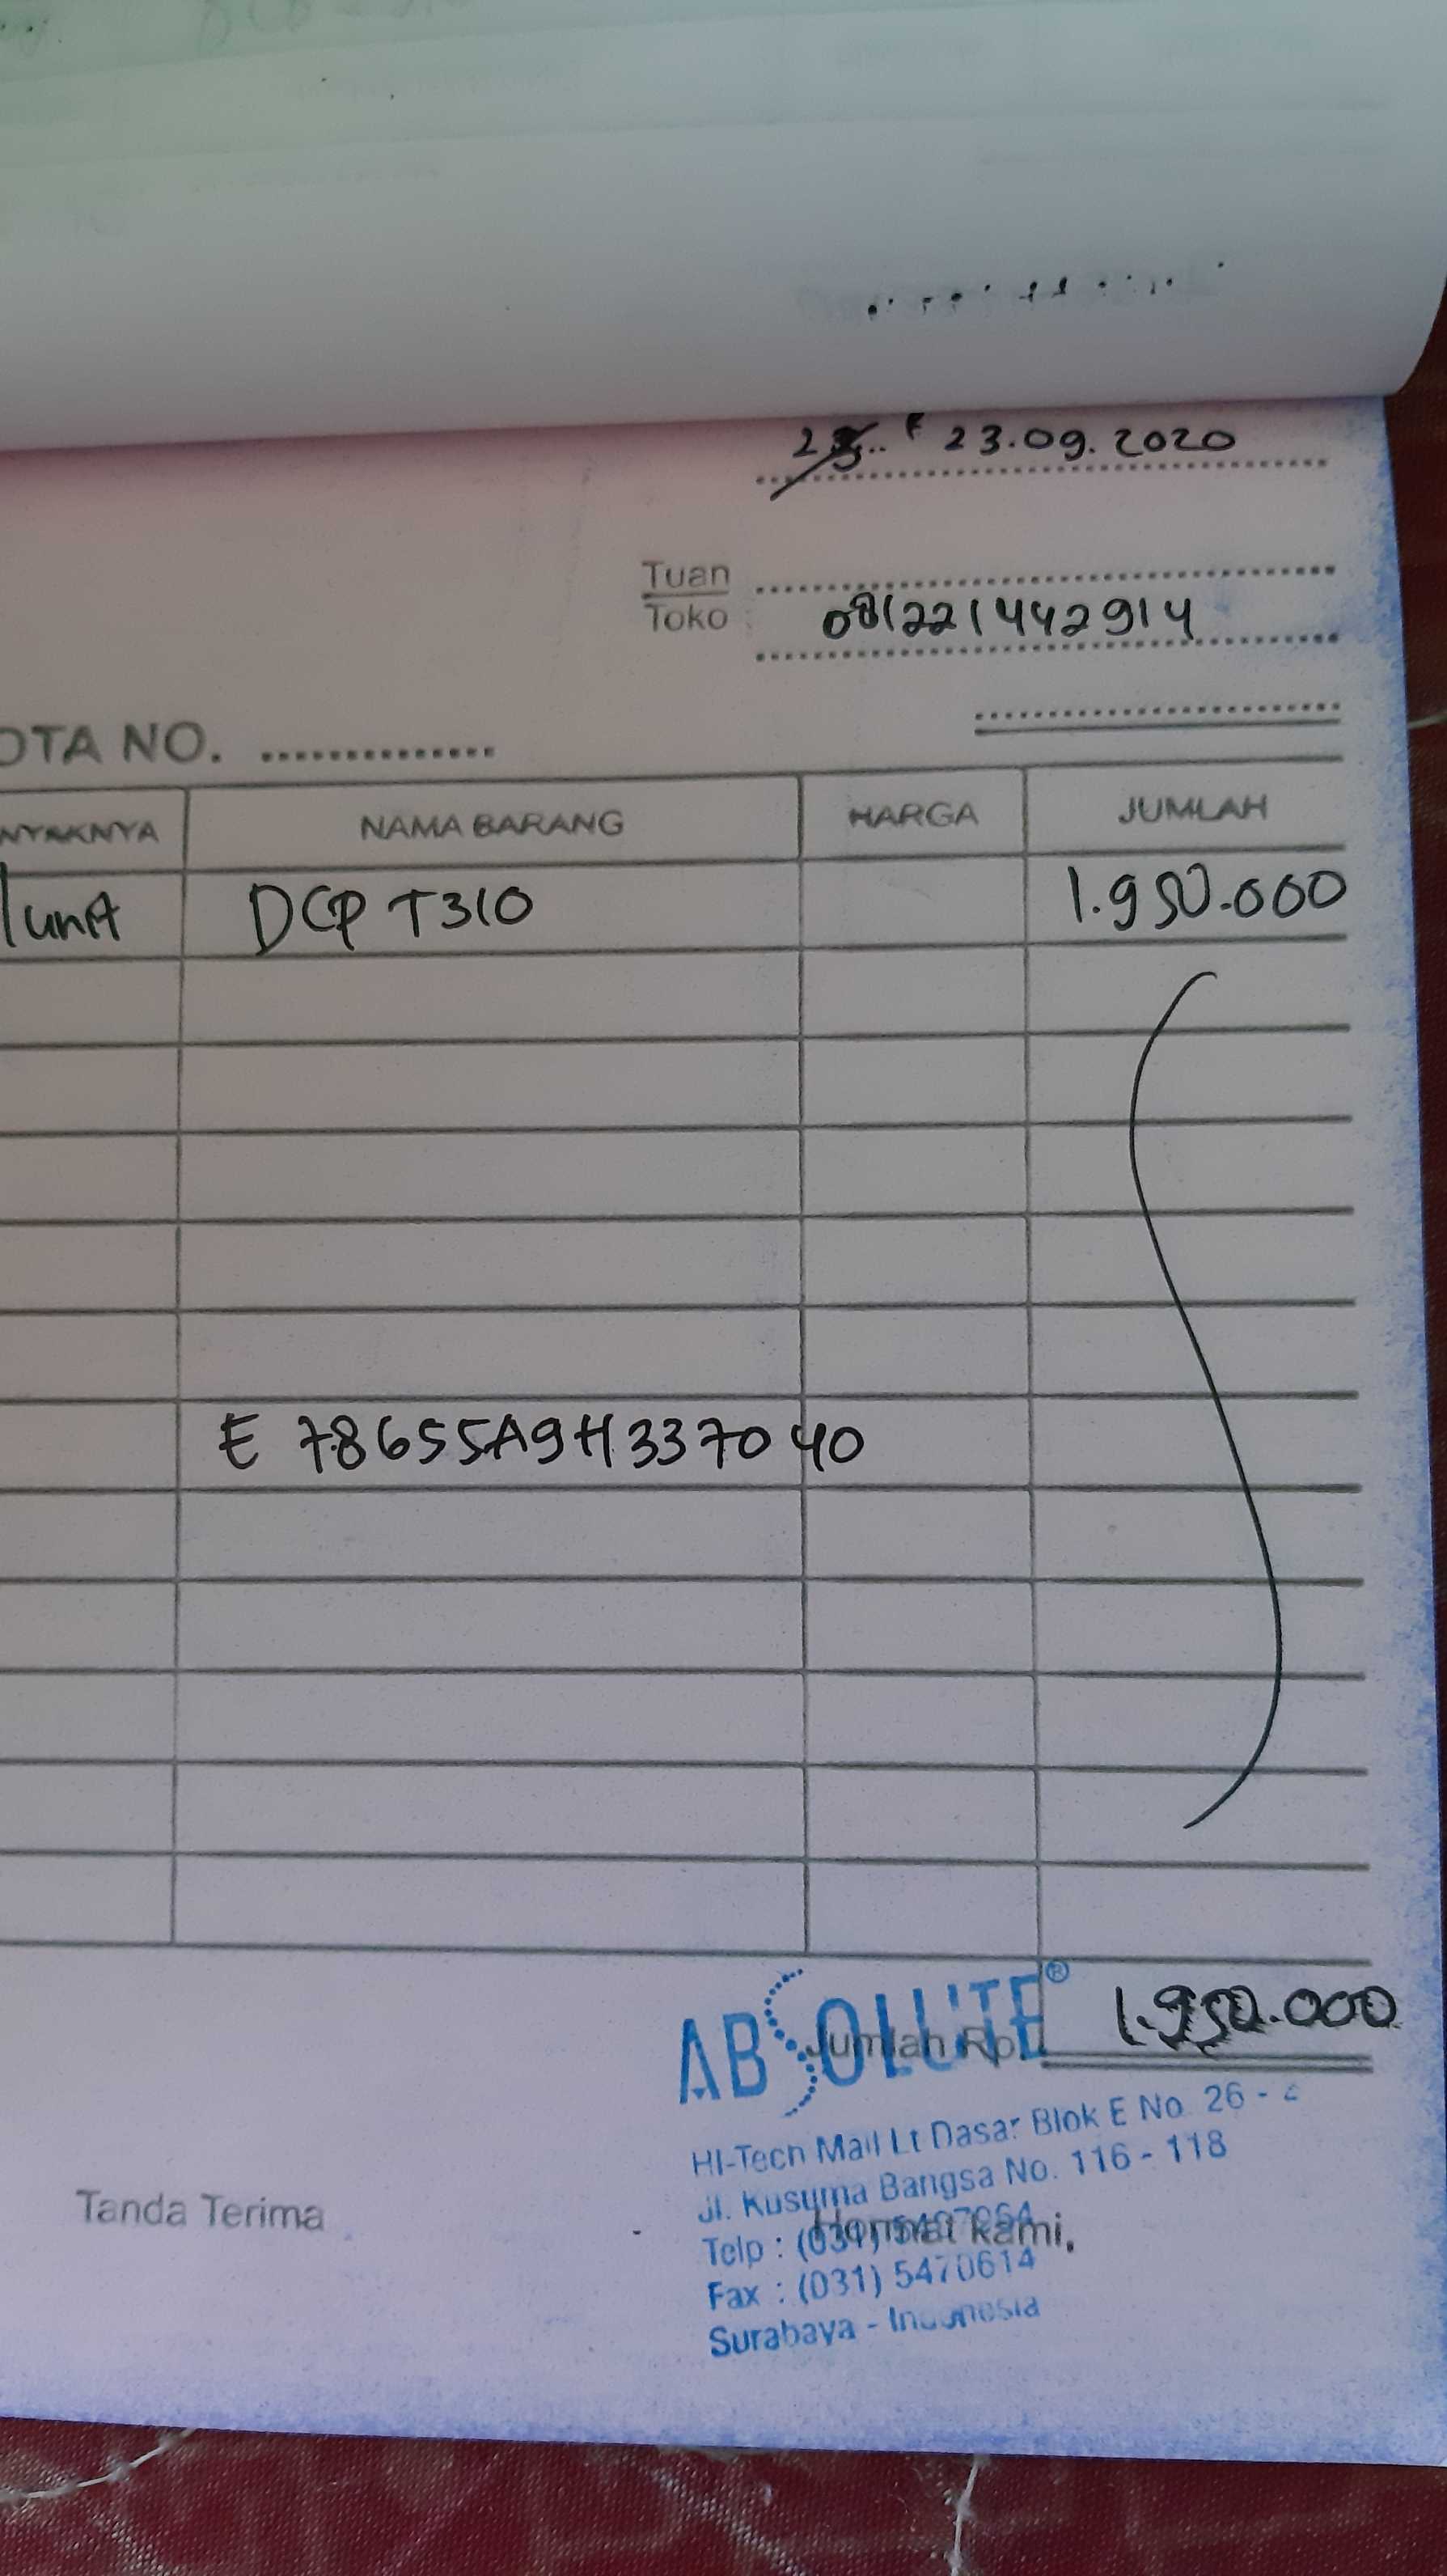 23.09.2020
Tuan
Toko 081221442914
OTA NO. ..............
NYAKNYA NAMA BARANG HARGA JUMLAH
1 unit DCP T310 1.950.000
E 78655A9H337040
ABSOLUTE®
Jumlah Rp. 1.950.000
HI-Tech Mall Lt Dasar Blok E No. 26 -
Jl. Kusuma Bangsa No. 116 - 118
Tanda Terima
Hormat kami,
Telp : (031)
Fax : (031) 5470614
Surabaya - Indonesia